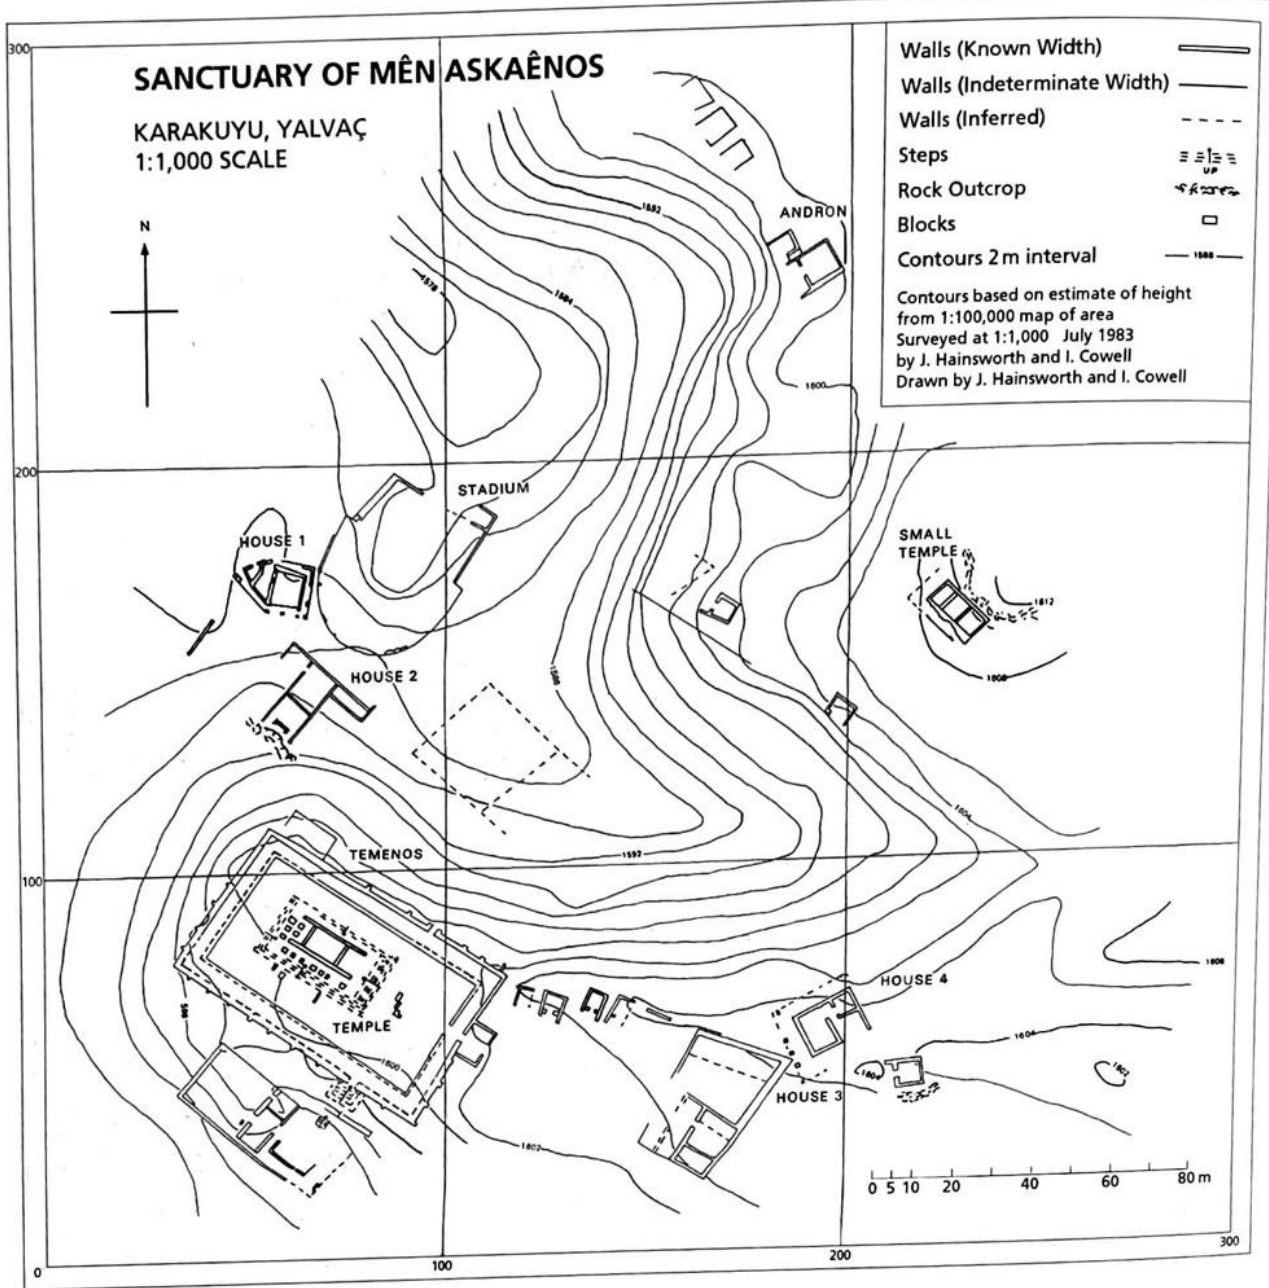 SANCTUARY OF MÊN ASKAÊNOS
KARAKUYU, YALVAÇ
1:1,000 SCALE
N
Walls (Known Width)
Walls (Indeterminate Width)
Walls (Inferred)
Steps
UP
Rock Outcrop
Blocks
Contours 2m interval
1588
Contours based on estimate of height
from 1:100,000 map of area
Surveyed at 1:1,000 July 1983
by J. Hainsworth and I. Cowell
Drawn by J. Hainsworth and I. Cowell
300
1592
ANDRON
1578
1584
1600
200
STADIUM
HOUSE 1
SMALL
TEMPLE
1612
HOUSE 2
1588
1608
1604
TEMENOS
1592
100
1606
HOUSE 4
TEMPLE
596
1600
1604
1604
1602
HOUSE 3
1602
0 5 10 20 40 60 80 m
0
100
200
300